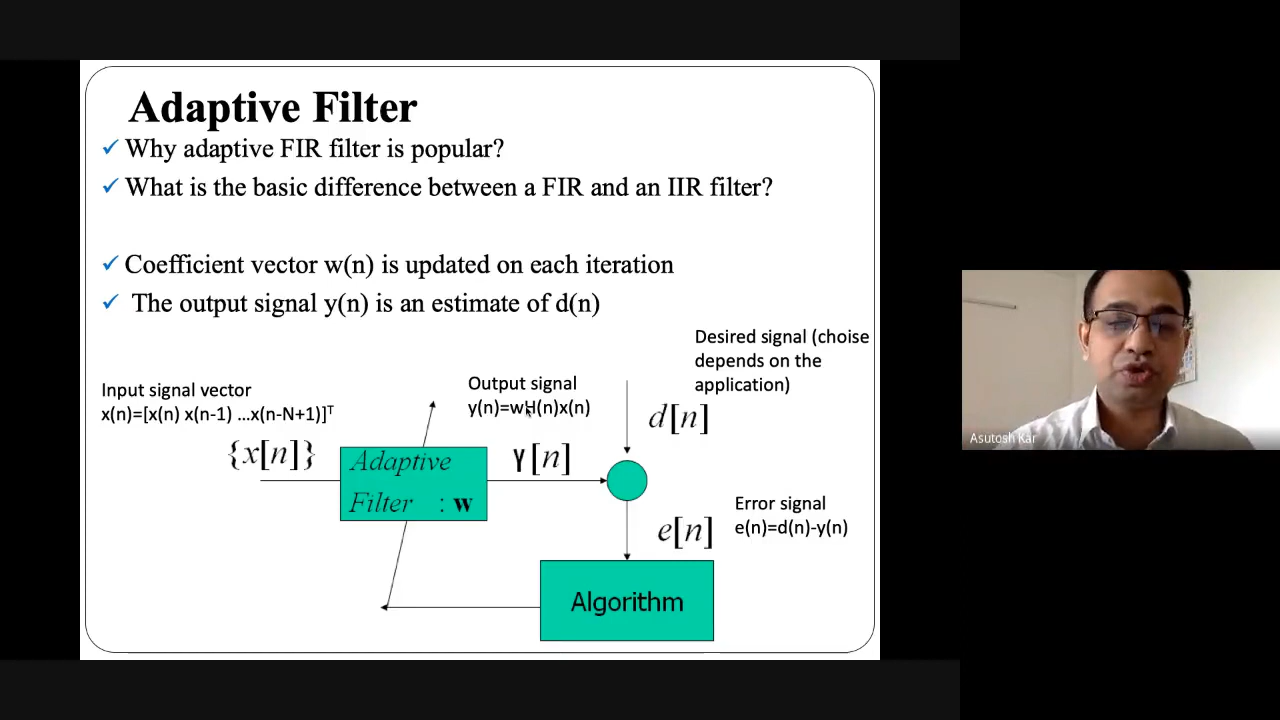 Adaptive Filter
✓ Why adaptive FIR filter is popular?
✓ What is the basic difference between a FIR and an IIR filter?
✓ Coefficient vector w(n) is updated on each iteration
✓ The output signal y(n) is an estimate of d(n)
Desired signal (choise
depends on the
application)
d[n]
Input signal vector
x(n)=[x(n) x(n-1) ...x(n-N+1)]ᵀ
{x[n]}
Output signal
y(n)=wH(n)x(n)
Adaptive
Filter : w
Y[n]
Error signal
e(n)=d(n)-y(n)
e[n]
Algorithm
Asutosh Kar